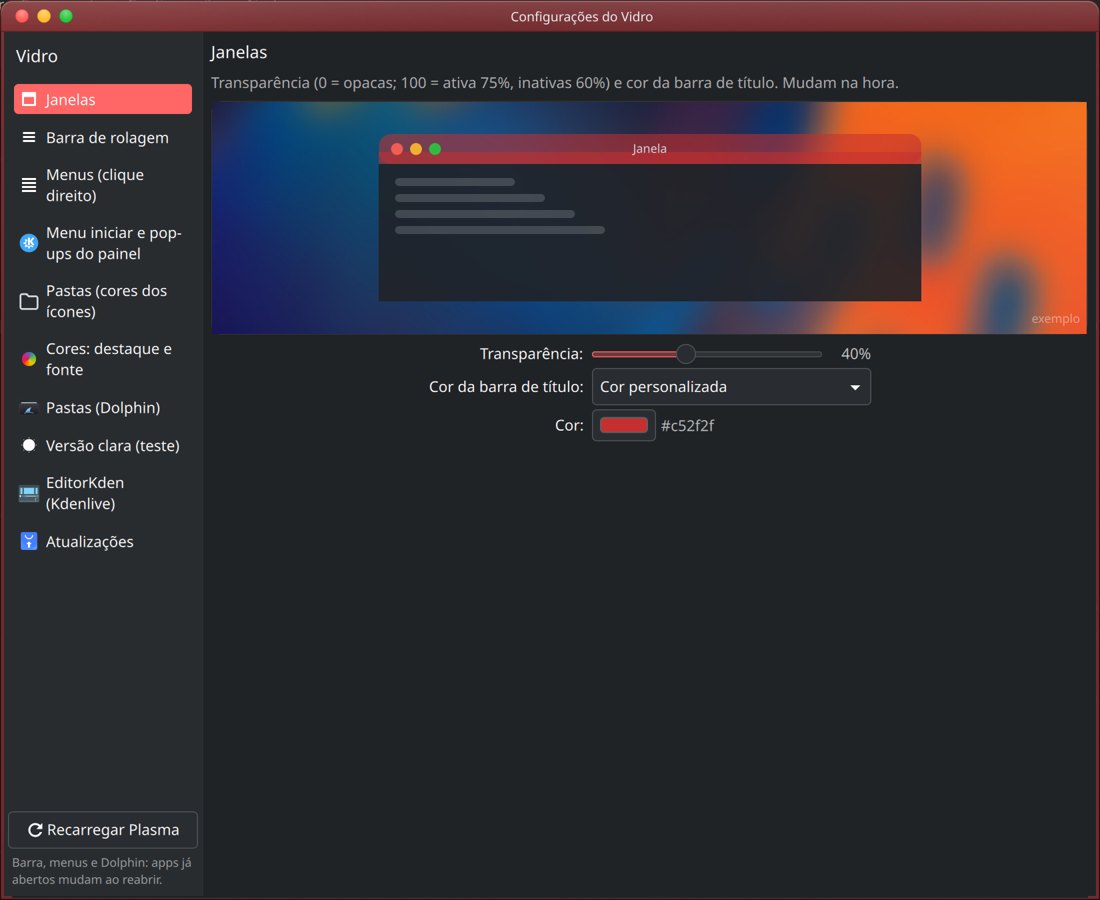 Configurações do Vidro
Vidro
Janelas
Barra de rolagem
Menus (clique
direito)
Menu iniciar e pop-
ups do painel
Pastas (cores dos
ícones)
Cores: destaque e
fonte
Pastas (Dolphin)
Versão clara (teste)
EditorKden
(Kdenlive)
Atualizações
Recarregar Plasma
Barra, menus e Dolphin: apps já
abertos mudam ao reabrir.
Janelas
Transparência (0 = opacas; 100 = ativa 75%, inativas 60%) e cor da barra de título. Mudam na hora.
Janela
exemplo
Transparência: 40%
Cor da barra de título: Cor personalizada
Cor: #c52f2f